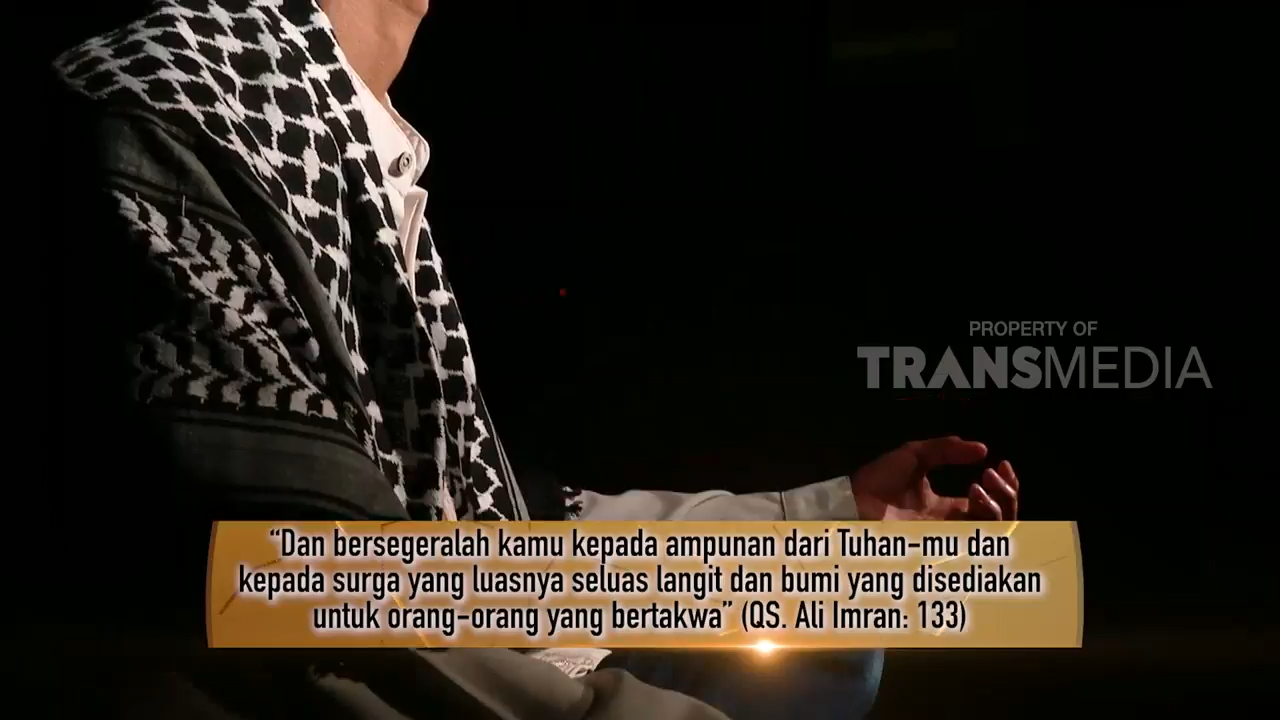 PROPERTY OF
TRANSMEDIA
“Dan bersegeralah kamu kepada ampunan dari Tuhan-mu dan
kepada surga yang luasnya seluas langit dan bumi yang disediakan
untuk orang-orang yang bertakwa” (QS. Ali Imran: 133)